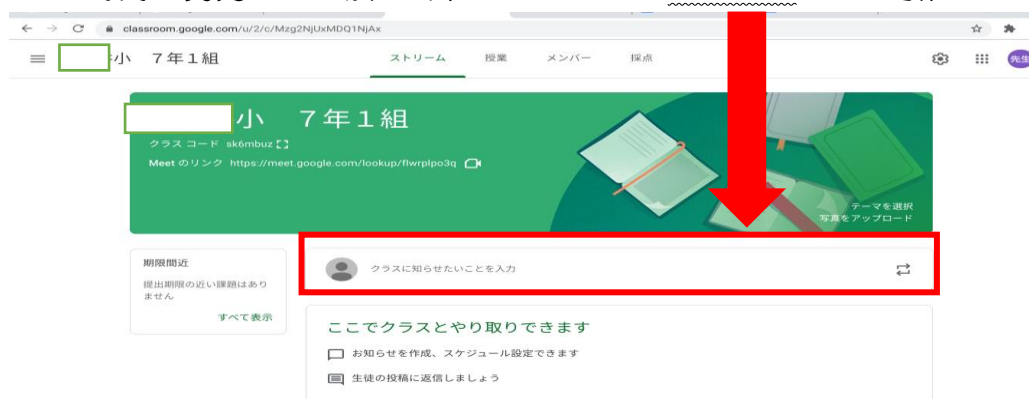 classroom.google.com/u/2/c/Mzg2NjUxMDQ1NjAx
小 7年1組
ストリーム 授業 メンバー 採点
先生
小 7年1組
クラス コード sk6mbuz
Meet のリンク https://meet.google.com/lookup/flwrplpo3q
テーマを選択
写真をアップロード
期限間近
提出期限の近い課題はあり
ません
すべて表示
クラスに知らせたいことを入力
ここでクラスとやり取りできます
お知らせを作成、スケジュール設定できます
生徒の投稿に返信しましょう